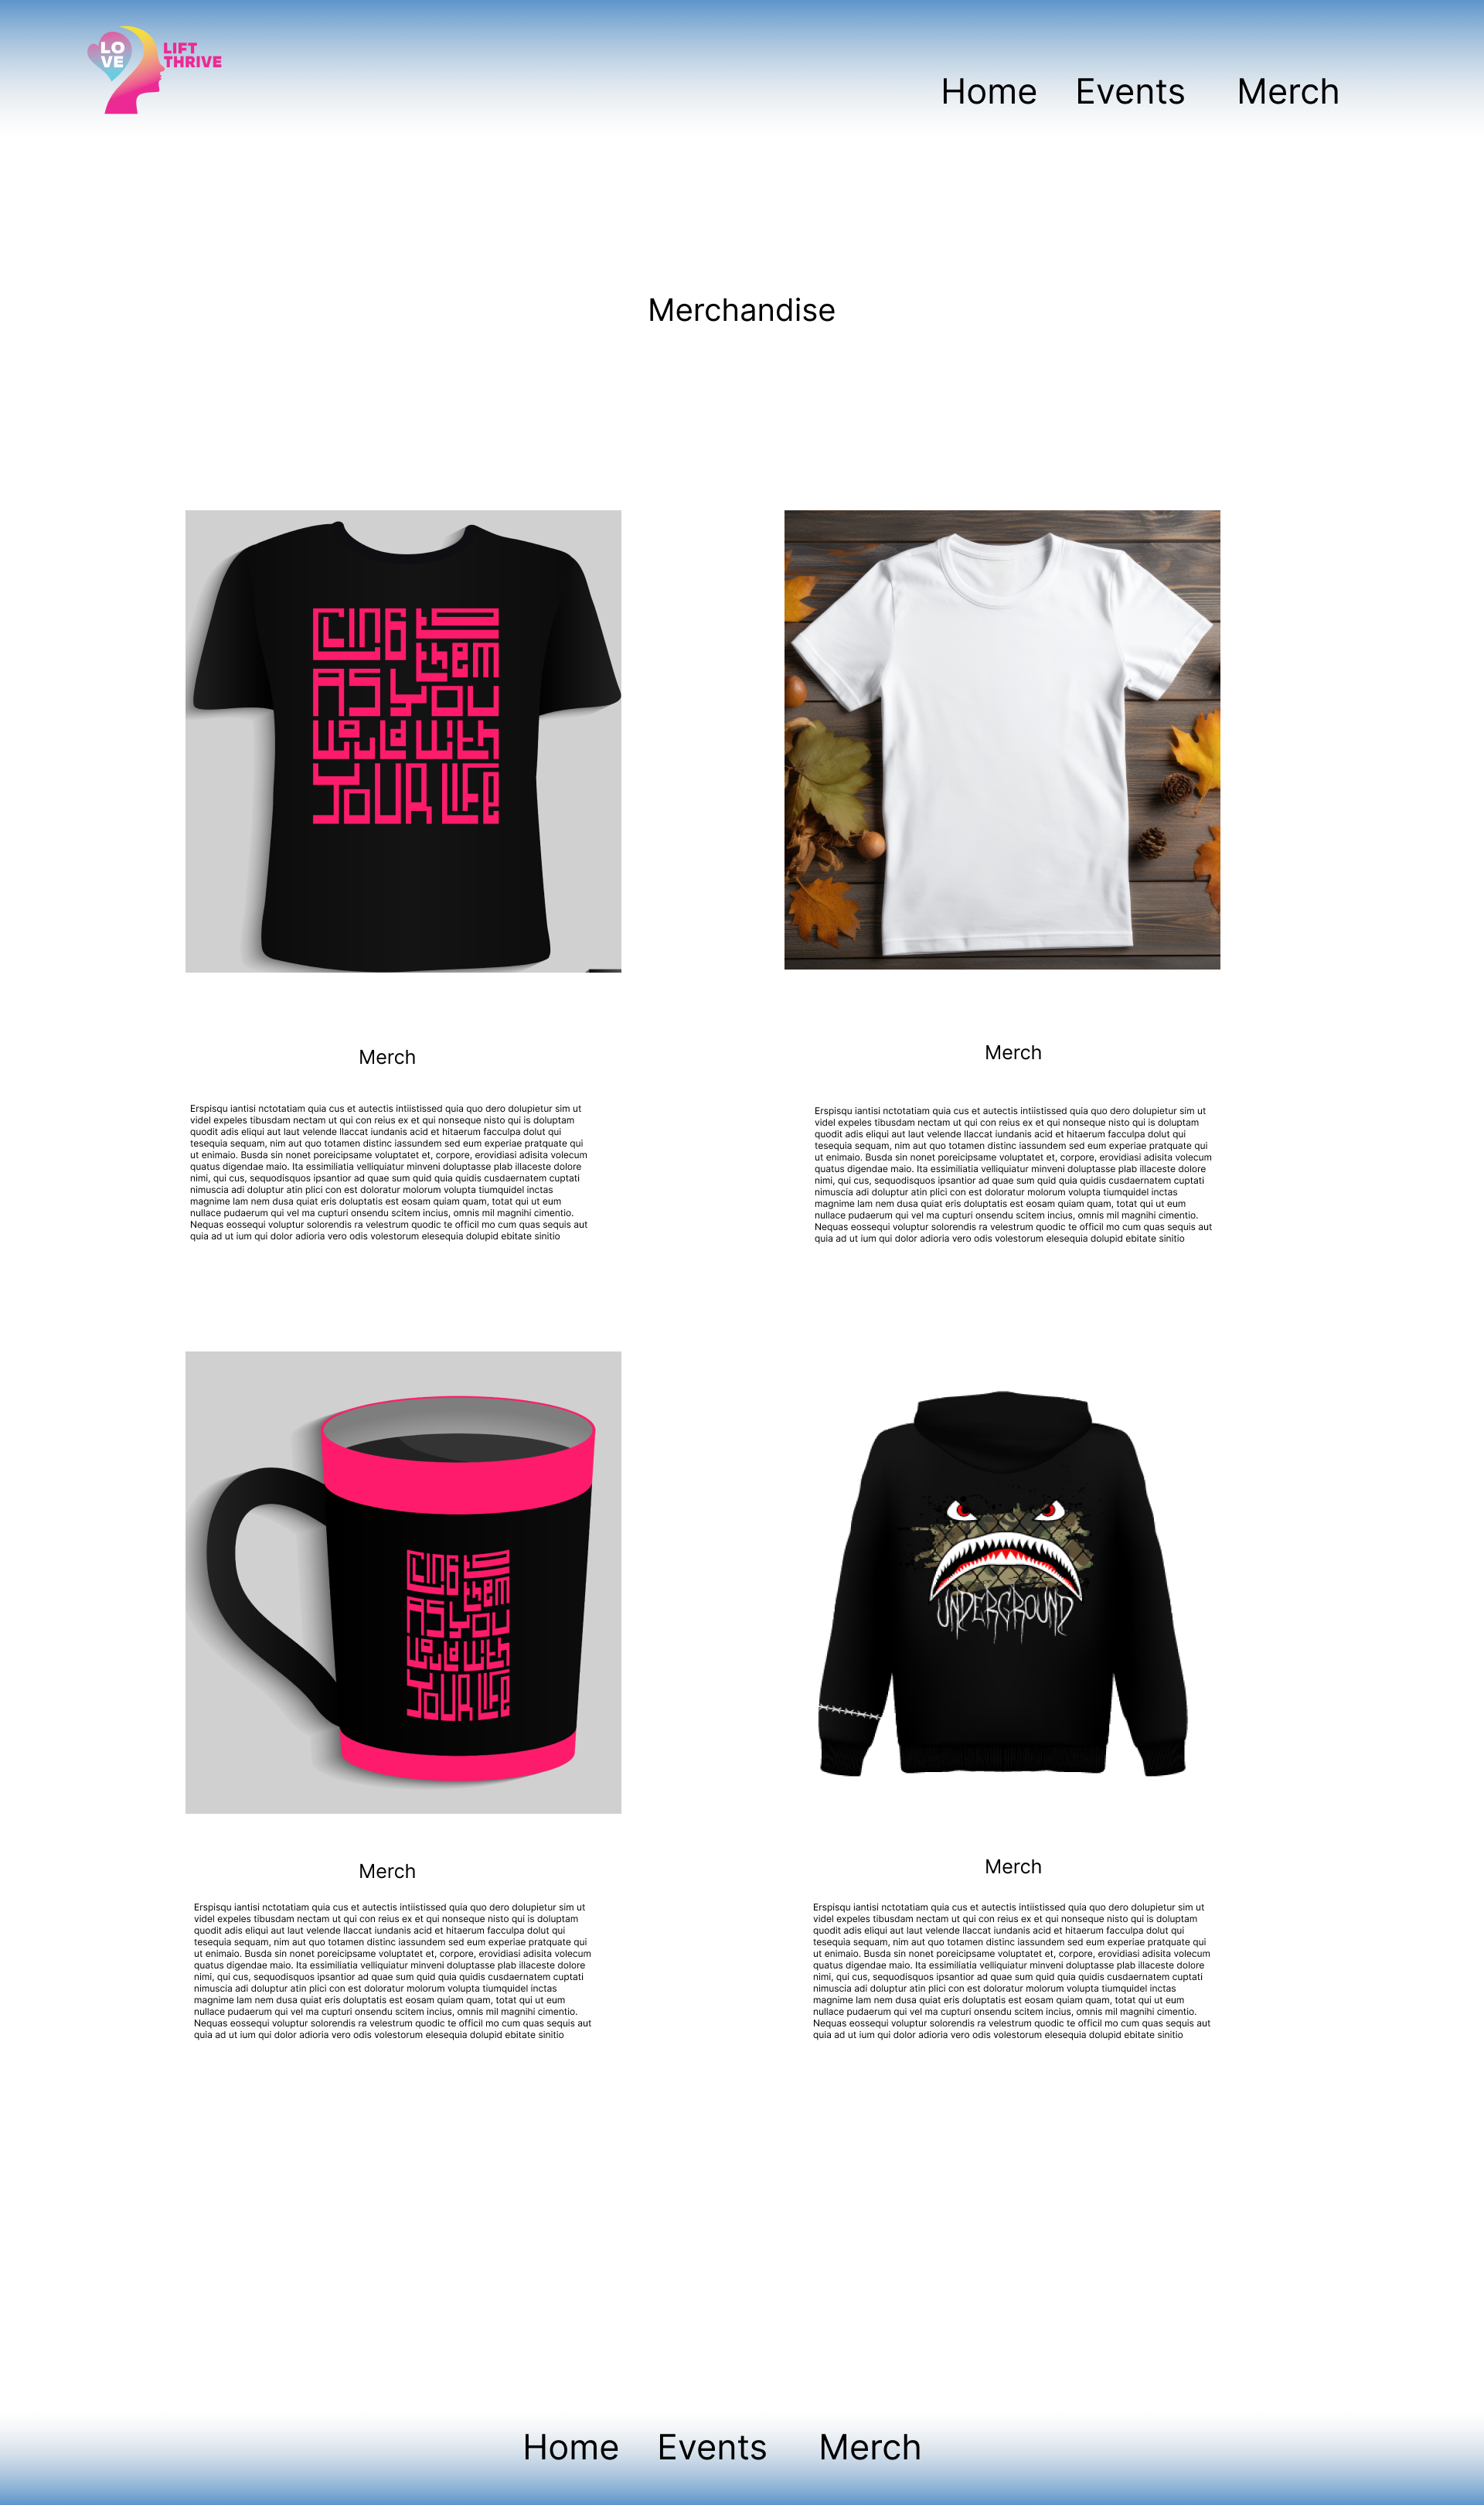 LO
VE
LIFT
THRIVE
Home Events Merch
Merchandise
CLING TO
them
AS YOU
would with
YOUR LIFE
Merch
Erspisqu iantisi nctotatiam quia cus et autectis intiistissed quia quo dero dolupietur sim ut
videl expeles tibusdam nectam ut qui con reius ex et qui nonseque nisto qui is doluptam
quodit adis eliqui aut laut velende llaccat iundanis acid et hitaerum facculpa dolut qui
tesequia sequam, nim aut quo totamen distinc iassundem sed eum experiae pratquate qui
ut enimaio. Busda sin nonet poreicipsame voluptatet et, corpore, erovidiasi adisita volecum
quatus digendae maio. Ita essimiliatia velliquiatur minveni doluptasse plab illaceste dolore
nimi, qui cus, sequodisquos ipsantior ad quae sum quid quia quidis cusdaernatem cuptati
nimuscia adi doluptur atin plici con est doloratur molorum volupta tiumquidel inctas
magnime lam nem dusa quiat eris doluptatis est eosam quiam quam, totat qui ut eum
nullace pudaerum qui vel ma cupturi onsendu scitem incius, omnis mil magnihi cimentio.
Nequas eossequi voluptur solorendis ra velestrum quodic te officil mo cum quas sequis aut
quia ad ut ium qui dolor adioria vero odis volestorum elesequia dolupid ebitate sinitio
Merch
Erspisqu iantisi nctotatiam quia cus et autectis intiistissed quia quo dero dolupietur sim ut
videl expeles tibusdam nectam ut qui con reius ex et qui nonseque nisto qui is doluptam
quodit adis eliqui aut laut velende llaccat iundanis acid et hitaerum facculpa dolut qui
tesequia sequam, nim aut quo totamen distinc iassundem sed eum experiae pratquate qui
ut enimaio. Busda sin nonet poreicipsame voluptatet et, corpore, erovidiasi adisita volecum
quatus digendae maio. Ita essimiliatia velliquiatur minveni doluptasse plab illaceste dolore
nimi, qui cus, sequodisquos ipsantior ad quae sum quid quia quidis cusdaernatem cuptati
nimuscia adi doluptur atin plici con est doloratur molorum volupta tiumquidel inctas
magnime lam nem dusa quiat eris doluptatis est eosam quiam quam, totat qui ut eum
nullace pudaerum qui vel ma cupturi onsendu scitem incius, omnis mil magnihi cimentio.
Nequas eossequi voluptur solorendis ra velestrum quodic te officil mo cum quas sequis aut
quia ad ut ium qui dolor adioria vero odis volestorum elesequia dolupid ebitate sinitio
CLING TO
them
AS YOU
would with
YOUR LIFE
UNDERGROUND
Merch
Erspisqu iantisi nctotatiam quia cus et autectis intiistissed quia quo dero dolupietur sim ut
videl expeles tibusdam nectam ut qui con reius ex et qui nonseque nisto qui is doluptam
quodit adis eliqui aut laut velende llaccat iundanis acid et hitaerum facculpa dolut qui
tesequia sequam, nim aut quo totamen distinc iassundem sed eum experiae pratquate qui
ut enimaio. Busda sin nonet poreicipsame voluptatet et, corpore, erovidiasi adisita volecum
quatus digendae maio. Ita essimiliatia velliquiatur minveni doluptasse plab illaceste dolore
nimi, qui cus, sequodisquos ipsantior ad quae sum quid quia quidis cusdaernatem cuptati
nimuscia adi doluptur atin plici con est doloratur molorum volupta tiumquidel inctas
magnime lam nem dusa quiat eris doluptatis est eosam quiam quam, totat qui ut eum
nullace pudaerum qui vel ma cupturi onsendu scitem incius, omnis mil magnihi cimentio.
Nequas eossequi voluptur solorendis ra velestrum quodic te officil mo cum quas sequis aut
quia ad ut ium qui dolor adioria vero odis volestorum elesequia dolupid ebitate sinitio
Merch
Erspisqu iantisi nctotatiam quia cus et autectis intiistissed quia quo dero dolupietur sim ut
videl expeles tibusdam nectam ut qui con reius ex et qui nonseque nisto qui is doluptam
quodit adis eliqui aut laut velende llaccat iundanis acid et hitaerum facculpa dolut qui
tesequia sequam, nim aut quo totamen distinc iassundem sed eum experiae pratquate qui
ut enimaio. Busda sin nonet poreicipsame voluptatet et, corpore, erovidiasi adisita volecum
quatus digendae maio. Ita essimiliatia velliquiatur minveni doluptasse plab illaceste dolore
nimi, qui cus, sequodisquos ipsantior ad quae sum quid quia quidis cusdaernatem cuptati
nimuscia adi doluptur atin plici con est doloratur molorum volupta tiumquidel inctas
magnime lam nem dusa quiat eris doluptatis est eosam quiam quam, totat qui ut eum
nullace pudaerum qui vel ma cupturi onsendu scitem incius, omnis mil magnihi cimentio.
Nequas eossequi voluptur solorendis ra velestrum quodic te officil mo cum quas sequis aut
quia ad ut ium qui dolor adioria vero odis volestorum elesequia dolupid ebitate sinitio
Home Events Merch